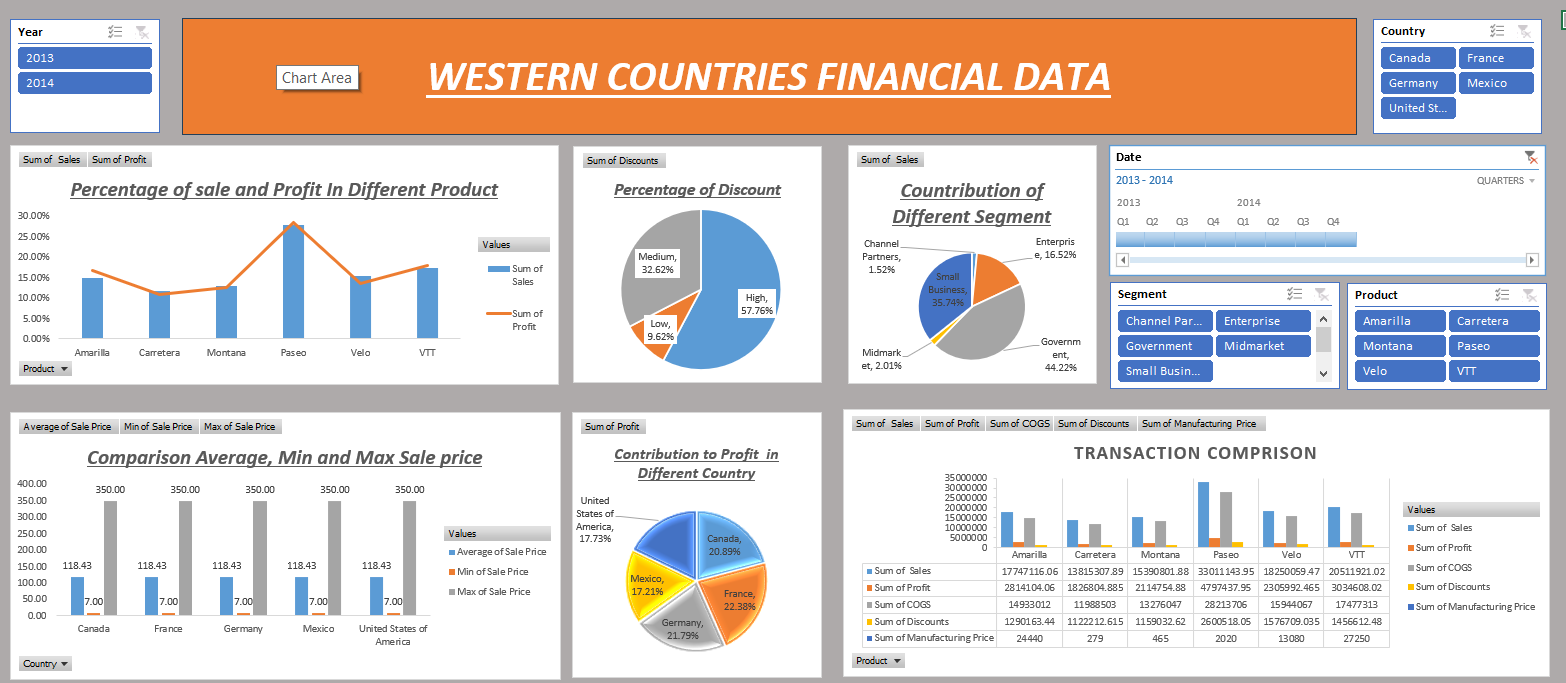 Year
2013
2014
Chart Area
WESTERN COUNTRIES FINANCIAL DATA
Country
Canada
France
Germany
Mexico
United St...
Sum of Sales
Sum of Profit
Percentage of sale and Profit In Different Product
30.00%
25.00%
20.00%
15.00%
10.00%
5.00%
0.00%
Amarilla
Carretera
Montana
Paseo
Velo
VTT
Values
Sum of
Sales
Sum of
Profit
Product
Sum of Discounts
Percentage of Discount
Medium,
32.62%
High,
57.76%
Low,
9.62%
Sum of Sales
Countribution of
Different Segment
Channel
Partners,
1.52%
Enterpris
e, 16.52%
Small
Business,
35.74%
Midmark
et, 2.01%
Governm
ent,
44.22%
Date
2013 - 2014
QUARTERS
2013
2014
Q1
Q2
Q3
Q4
Q1
Q2
Q3
Q4
Segment
Channel Par...
Enterprise
Government
Midmarket
Small Busin...
Product
Amarilla
Carretera
Montana
Paseo
Velo
VTT
Average of Sale Price
Min of Sale Price
Max of Sale Price
Comparison Average, Min and Max Sale price
400.00
350.00
300.00
250.00
200.00
150.00
100.00
50.00
0.00
350.00
350.00
350.00
350.00
350.00
118.43
118.43
118.43
118.43
118.43
7.00
7.00
7.00
7.00
7.00
Canada
France
Germany
Mexico
United States of
America
Values
Average of Sale Price
Min of Sale Price
Max of Sale Price
Country
Sum of Profit
Contribution to Profit in
Different Country
United
States of
America,
17.73%
Canada,
20.89%
Mexico,
17.21%
France,
22.38%
Germany,
21.79%
Sum of Sales
Sum of Profit
Sum of COGS
Sum of Discounts
Sum of Manufacturing Price
TRANSACTION COMPRISON
35000000
30000000
25000000
20000000
15000000
10000000
5000000
0
Amarilla Carretera Montana Paseo Velo VTT
Sum of Sales 17747116.06 13815307.89 15390801.88 33011143.95 18250059.47 20511921.02
Sum of Profit 2814104.06 1826804.885 2114754.88 4797437.95 2305992.465 3034608.02
Sum of COGS 14933012 11988503 13276047 28213706 15944067 17477313
Sum of Discounts 1290163.44 1122212.615 1159032.62 2600518.05 1576709.035 1456612.48
Sum of Manufacturing Price 24440 279 465 2020 13080 27250
Values
Sum of Sales
Sum of Profit
Sum of COGS
Sum of Discounts
Sum of Manufacturing Price
Product